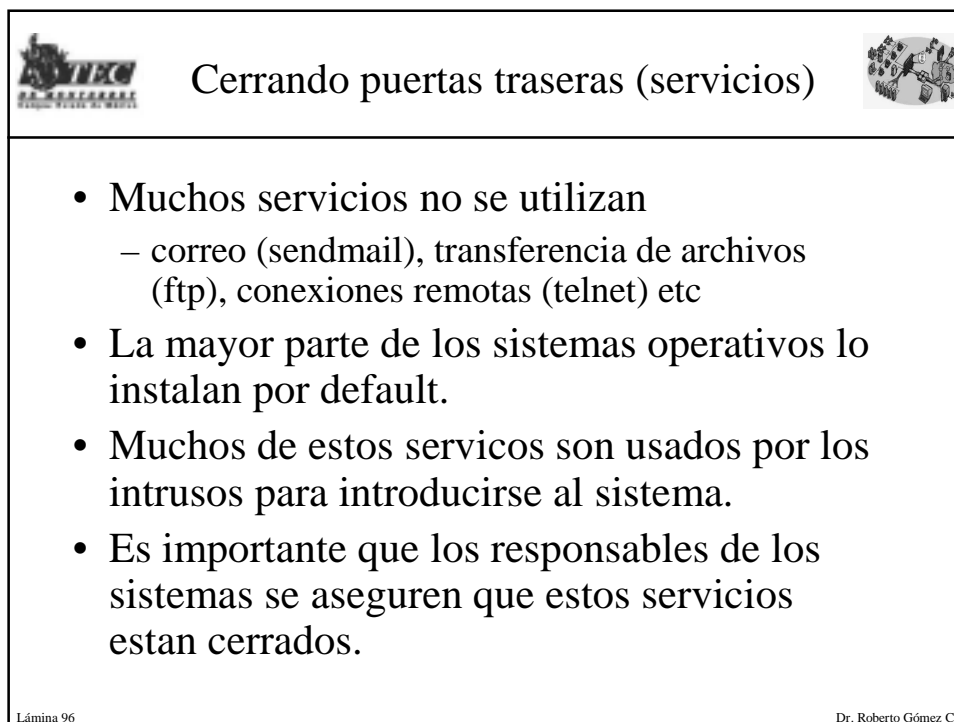 TEC
DE MONTERREY
Cerrando puertas traseras (servicios)
• Muchos servicios no se utilizan
– correo (sendmail), transferencia de archivos
(ftp), conexiones remotas (telnet) etc
• La mayor parte de los sistemas operativos lo
instalan por default.
• Muchos de estos servicos son usados por los
intrusos para introducirse al sistema.
• Es importante que los responsables de los
sistemas se aseguren que estos servicios
estan cerrados.
Lámina 96
Dr. Roberto Gómez C